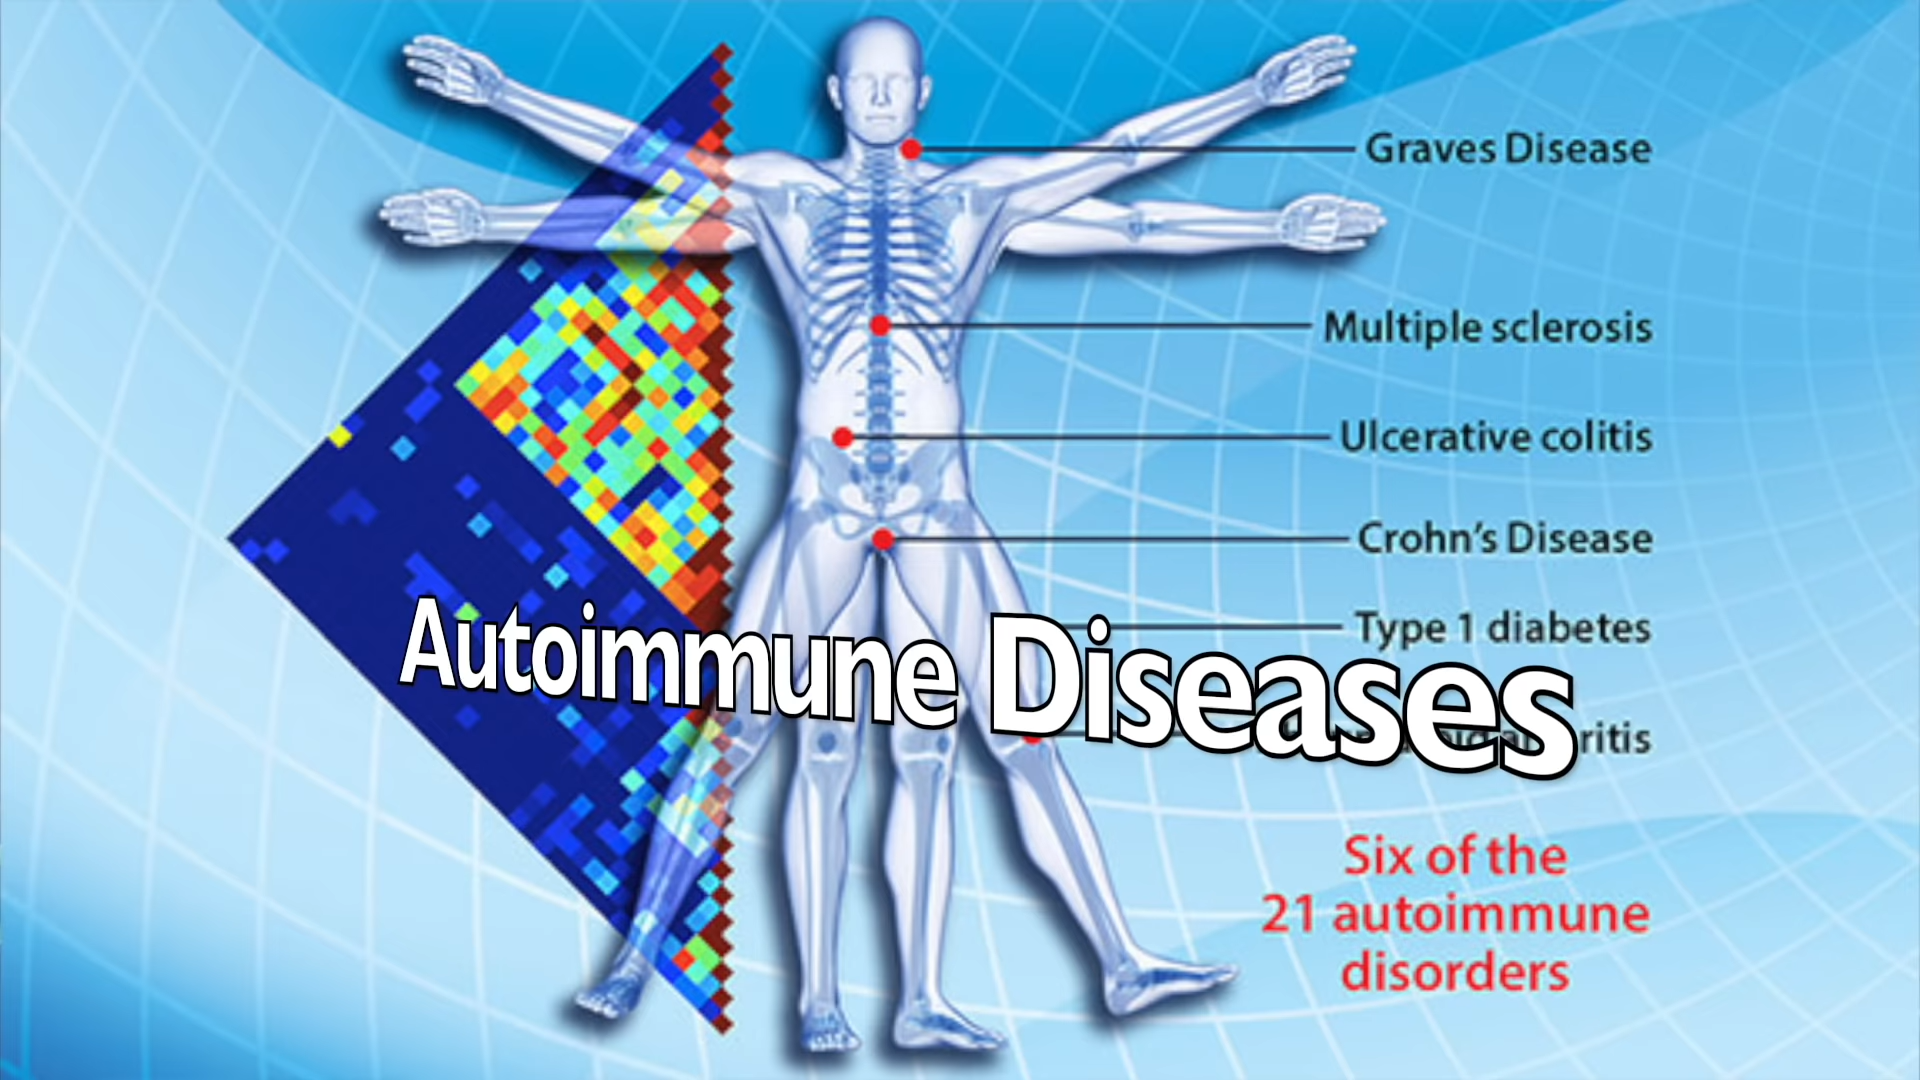 Graves Disease
Multiple sclerosis
Ulcerative colitis
Crohn's Disease
Type 1 diabetes
Autoimmune Diseases
Six of the
21 autoimmune
disorders